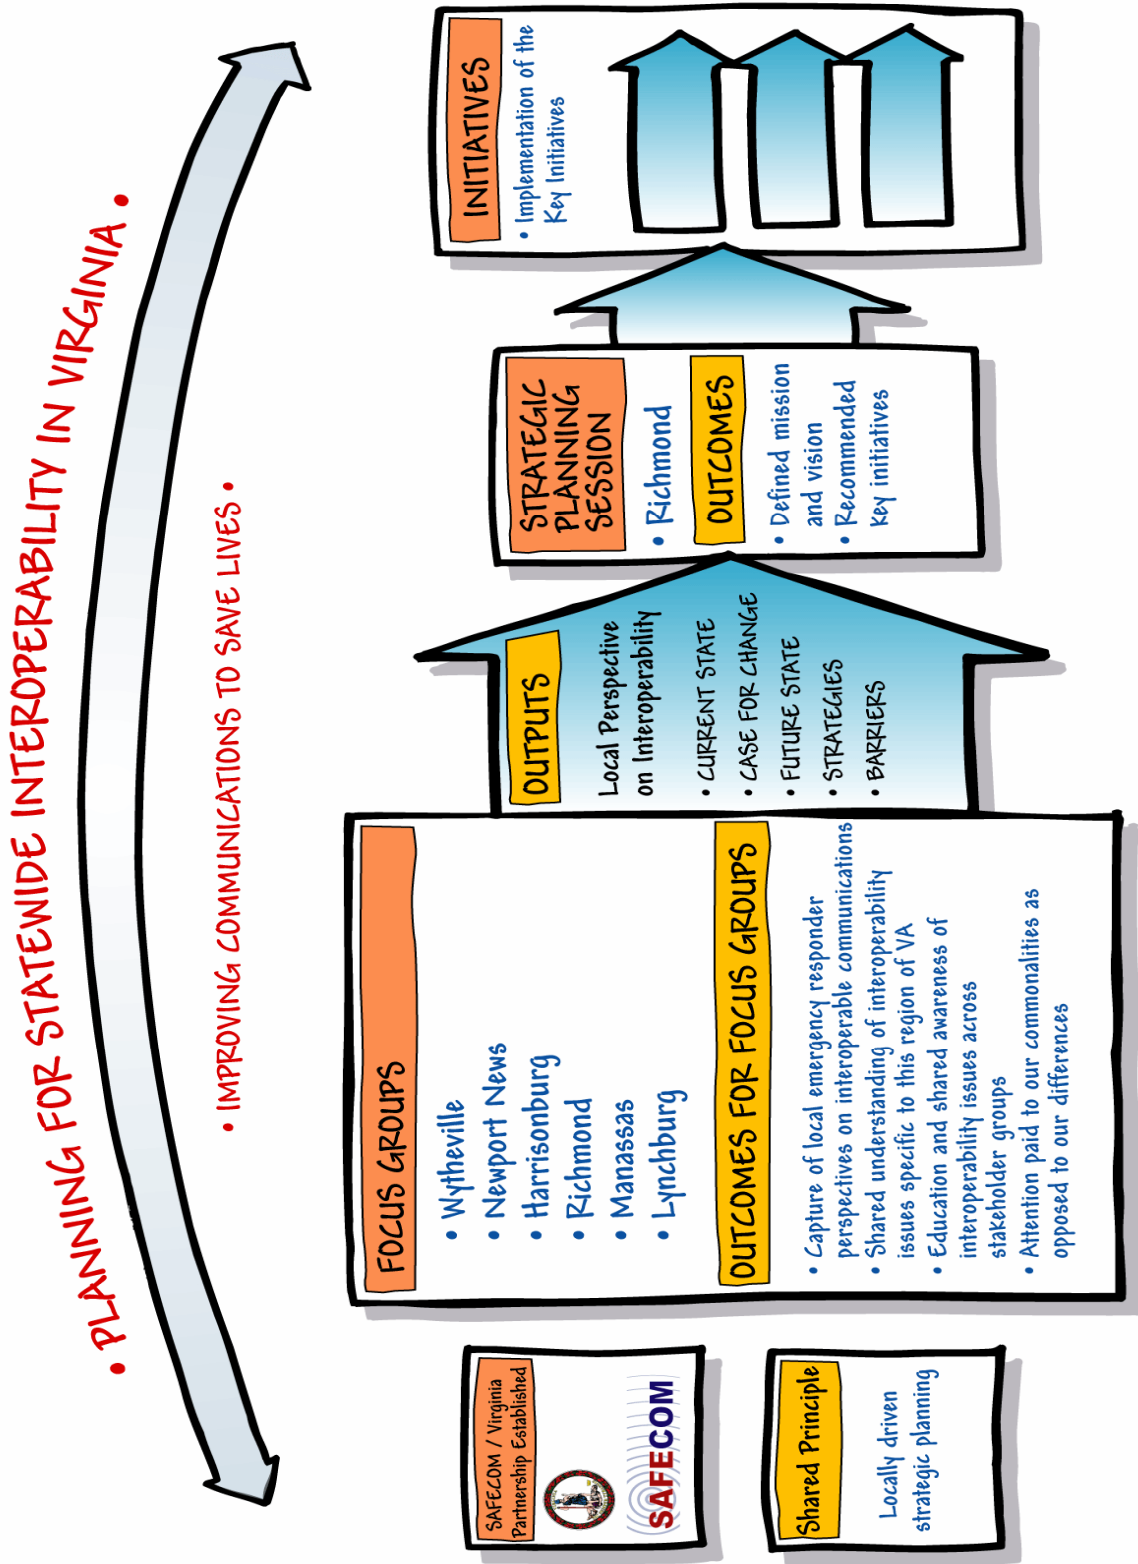 • PLANNING FOR STATEWIDE INTEROPERABILITY IN VIRGINIA •
• IMPROVING COMMUNICATIONS TO SAVE LIVES •
SAFECOM / Virginia
Partnership Established
SAFECOM
Shared Principle
Locally driven
strategic planning
FOCUS GROUPS
• Wytheville
• Newport News
• Harrisonburg
• Richmond
• Manassas
• Lynchburg
OUTCOMES FOR FOCUS GROUPS
• Capture of local emergency responder
perspectives on interoperable communications
• Shared understanding of interoperability
issues specific to this region of VA
• Education and shared awareness of
interoperability issues across
stakeholder groups
• Attention paid to our commonalities as
opposed to our differences
OUTPUTS
Local Perspective
on Interoperability
• CURRENT STATE
• CASE FOR CHANGE
• FUTURE STATE
• STRATEGIES
• BARRIERS
STRATEGIC
PLANNING
SESSION
• Richmond
OUTCOMES
• Defined mission
and vision
• Recommended
key initiatives
INITIATIVES
• Implementation of the
Key Initiatives